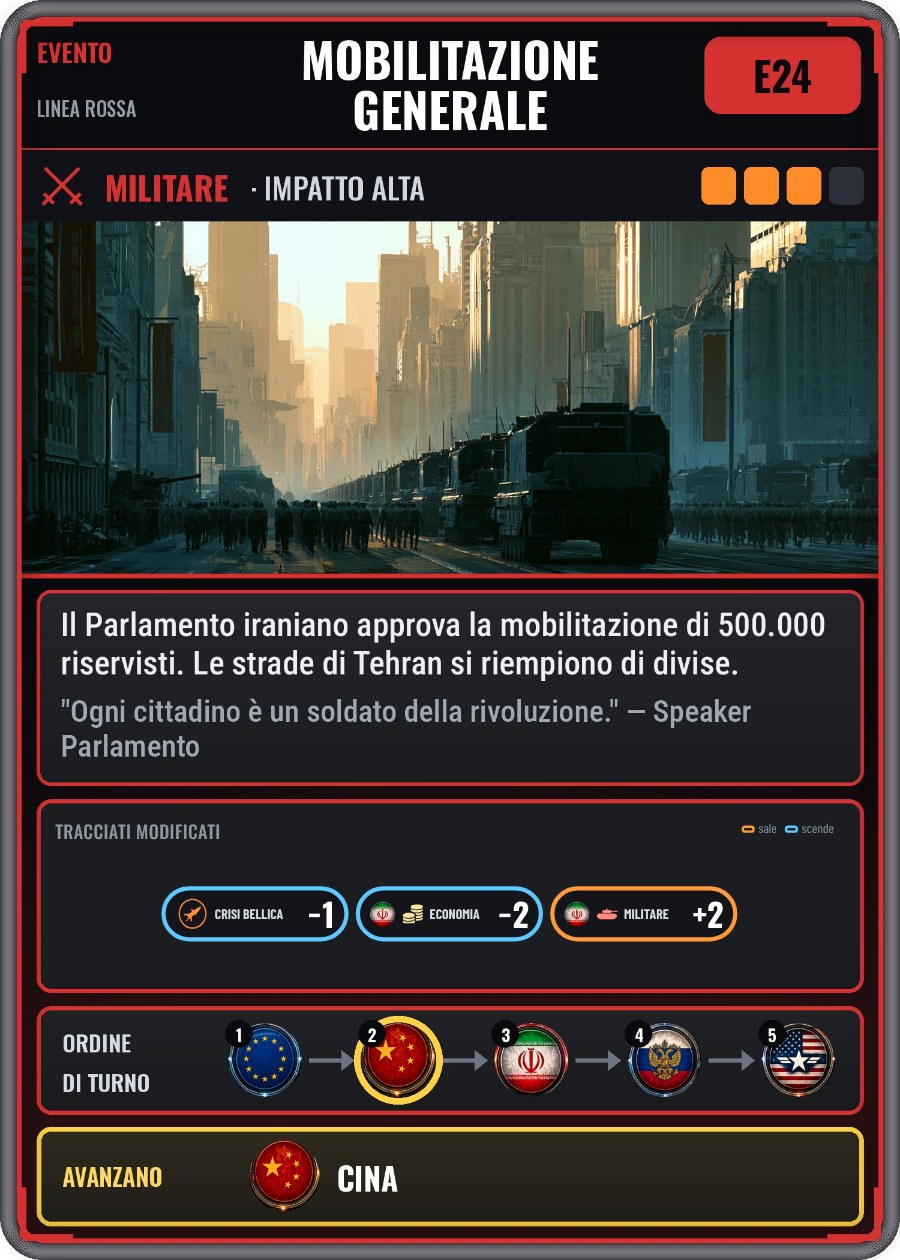 EVENTO
LINEA ROSSA
MOBILITAZIONE
GENERALE
E24
MILITARE · IMPATTO ALTA
Il Parlamento iraniano approva la mobilitazione di 500.000
riservisti. Le strade di Tehran si riempiono di divise.
"Ogni cittadino è un soldato della rivoluzione." — Speaker
Parlamento
TRACCIATI MODIFICATI
sale scende
CRISI BELLICA −1
ECONOMIA −2
MILITARE +2
ORDINE
DI TURNO
1 2 3 4 5
AVANZANO CINA